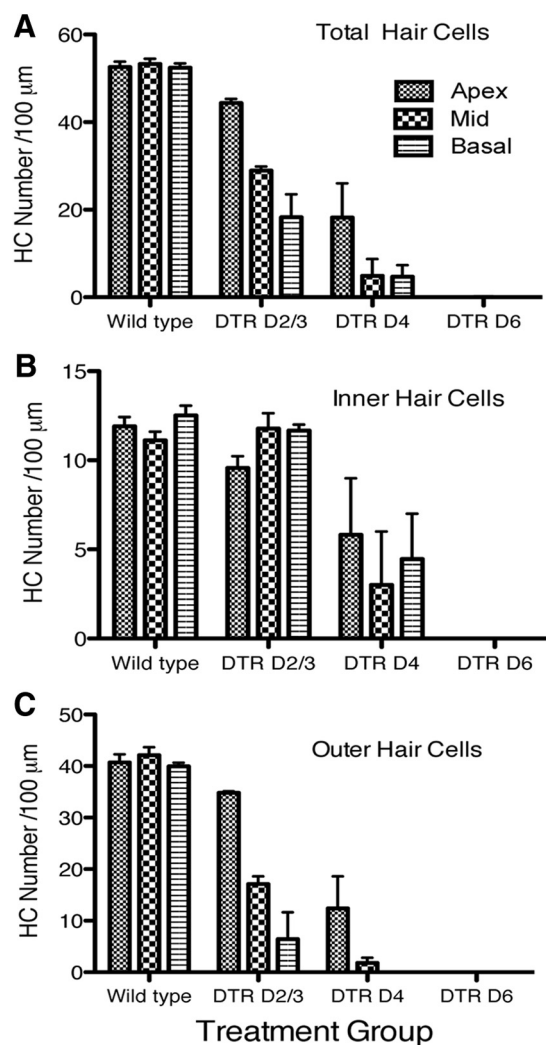 A
Total Hair Cells
Apex
Mid
Basal
HC Number /100 μm
60
40
20
0
Wild type DTR D2/3 DTR D4 DTR D6
B
Inner Hair Cells
HC Number /100 μm
15
10
5
0
Wild type DTR D2/3 DTR D4 DTR D6
C
Outer Hair Cells
HC Number /100 μm
50
40
30
20
10
0
Wild type DTR D2/3 DTR D4 DTR D6
Treatment Group